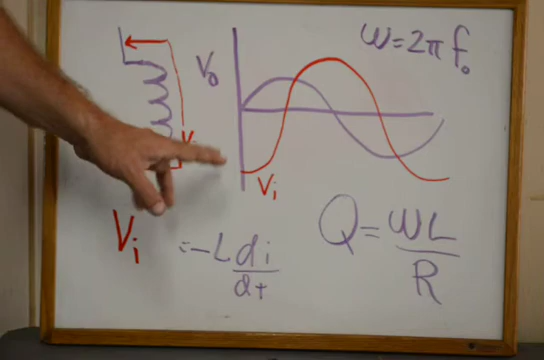 ω=2π f₀
V₀
V
Vᵢ
Vᵢ =-L di/dt
Q= ωL/R